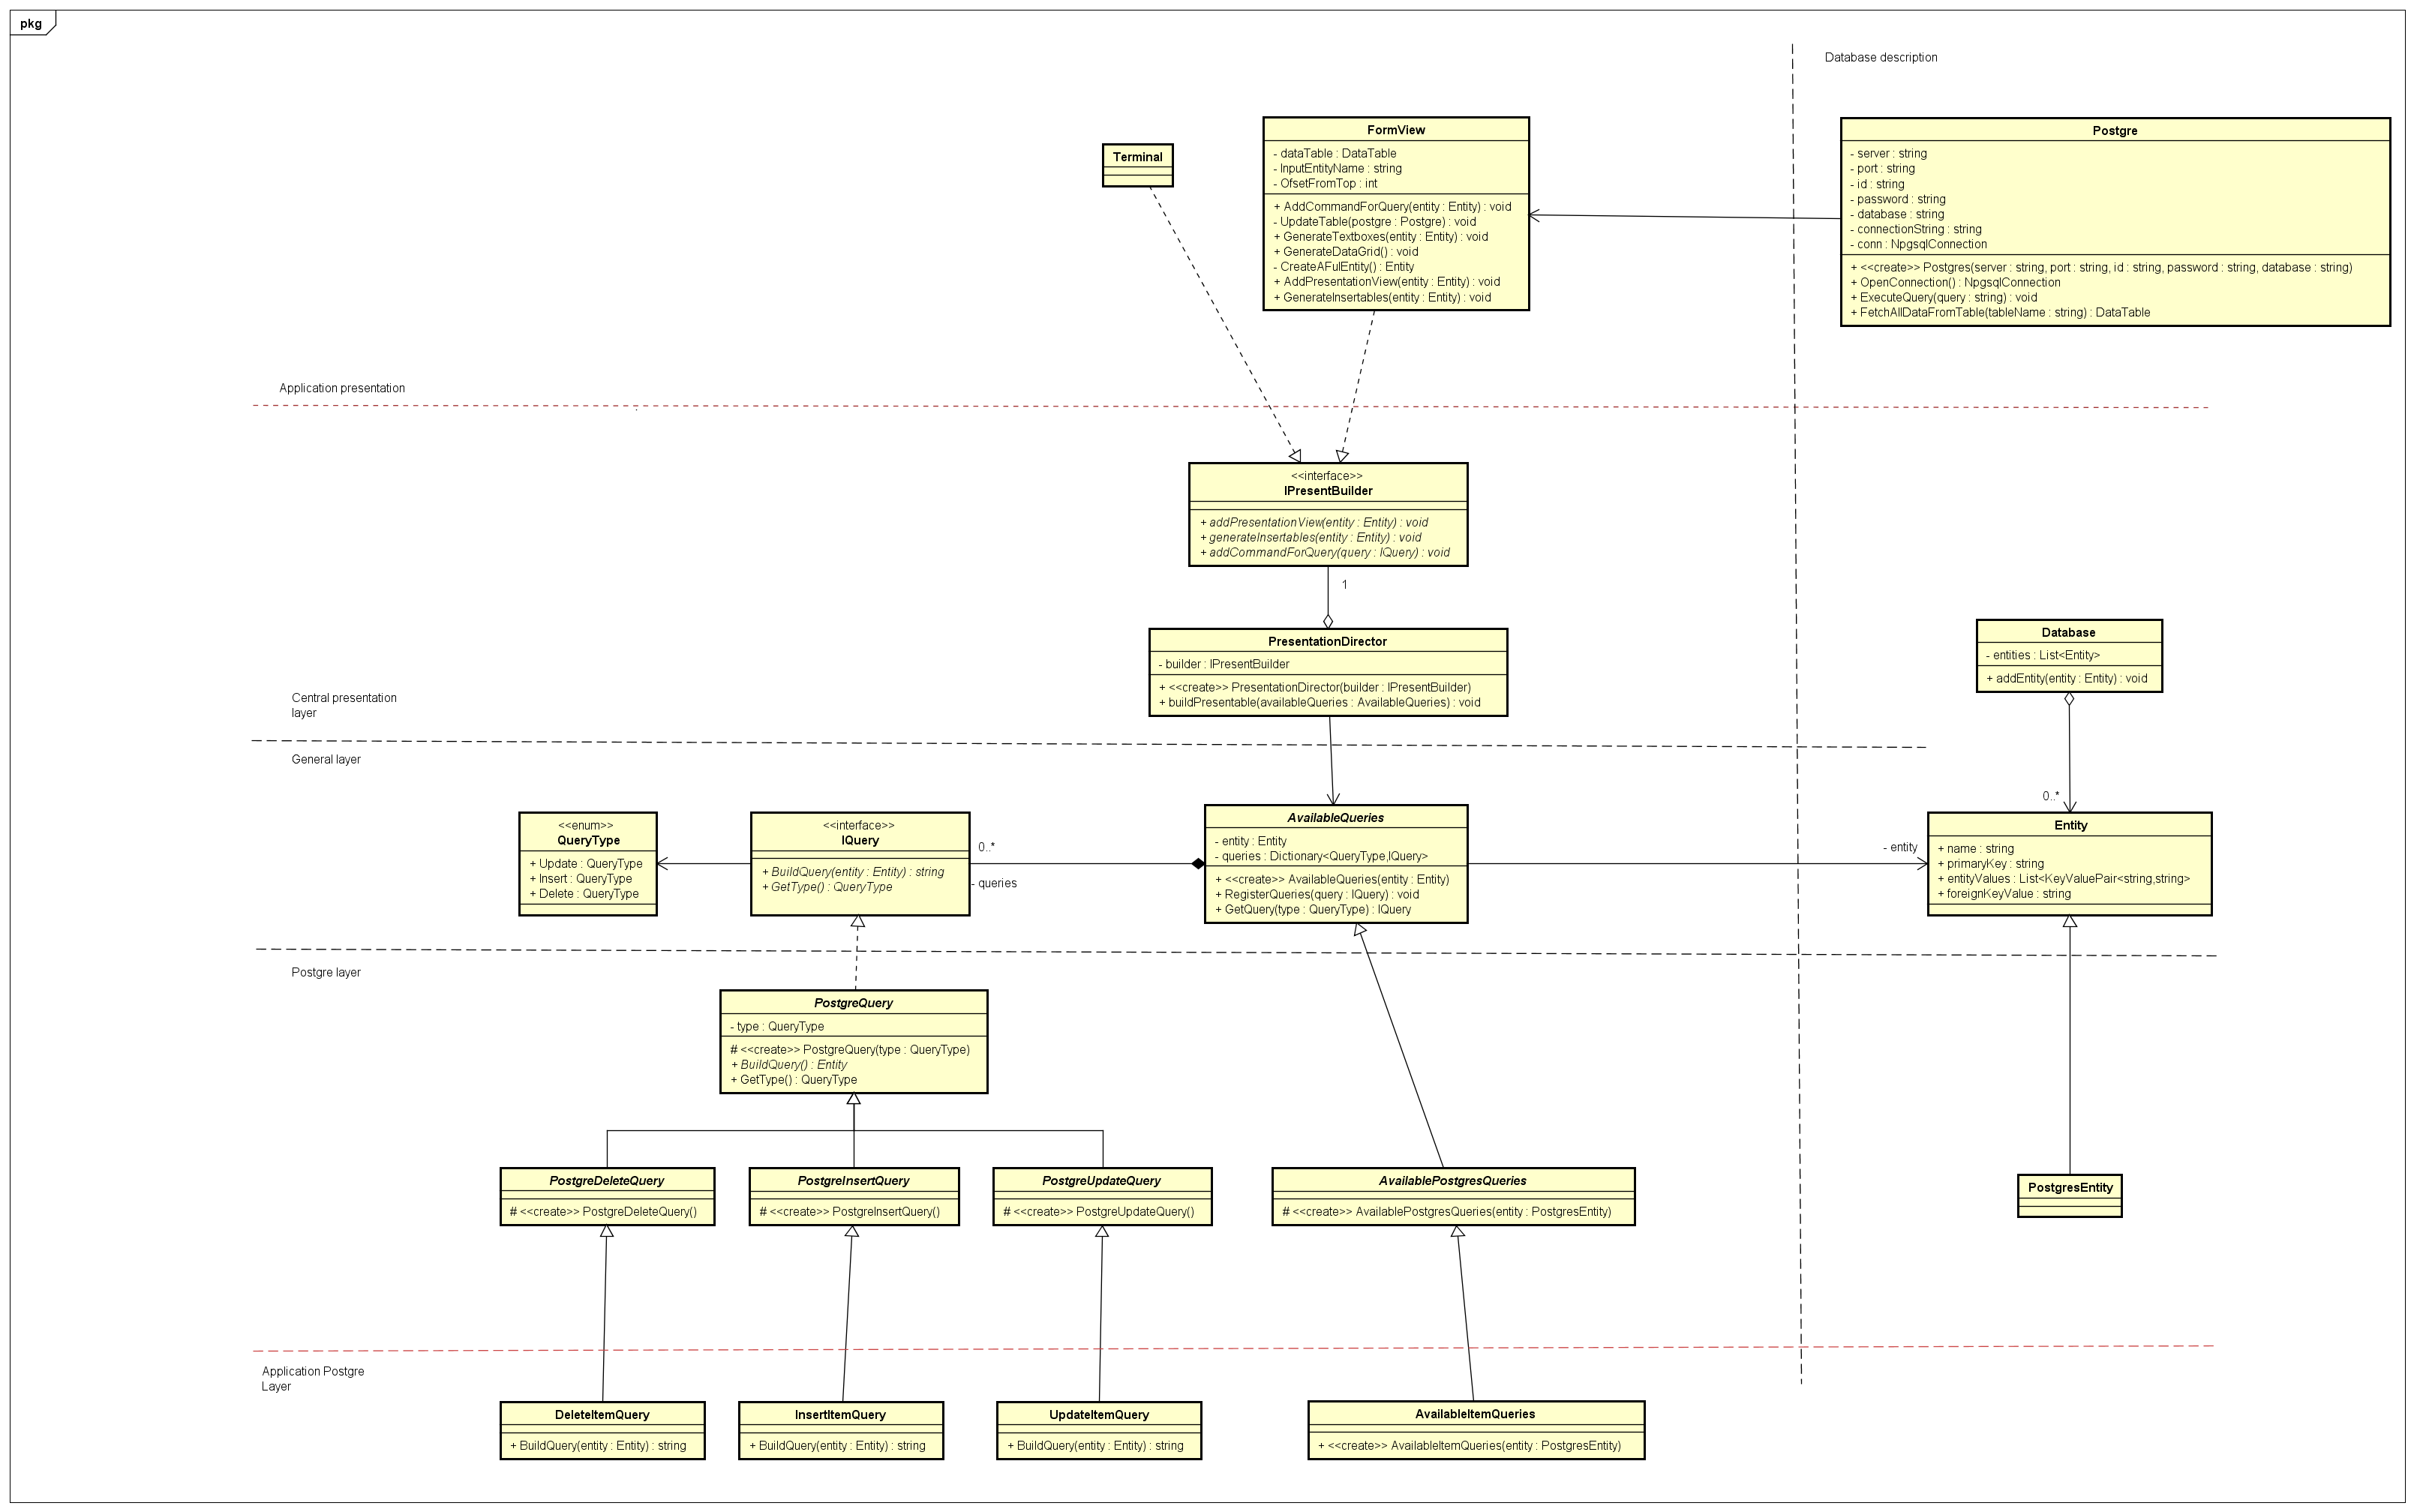 pkg
Database description
Terminal
FormView
- dataTable : DataTable
- InputEntityName : string
- OfsetFromTop : int
+ AddCommandForQuery(entity : Entity) : void
- UpdateTable(postgre : Postgre) : void
+ GenerateTextboxes(entity : Entity) : void
+ GenerateDataGrid() : void
- CreateAFulEntity() : Entity
+ AddPresentationView(entity : Entity) : void
+ GenerateInsertables(entity : Entity) : void
Postgre
- server : string
- port : string
- id : string
- password : string
- database : string
- connectionString : string
- conn : NpgsqlConnection
+ <<create>> Postgres(server : string, port : string, id : string, password : string, database : string)
+ OpenConnection() : NpgsqlConnection
+ ExecuteQuery(query : string) : void
+ FetchAllDataFromTable(tableName : string) : DataTable
Application presentation
<<interface>>
IPresentBuilder
+ addPresentationView(entity : Entity) : void
+ generateInsertables(entity : Entity) : void
+ addCommandForQuery(query : IQuery) : void
1
PresentationDirector
- builder : IPresentBuilder
+ <<create>> PresentationDirector(builder : IPresentBuilder)
+ buildPresentable(availableQueries : AvailableQueries) : void
Database
- entities : List<Entity>
+ addEntity(entity : Entity) : void
Central presentation
layer
General layer
<<enum>>
QueryType
+ Update : QueryType
+ Insert : QueryType
+ Delete : QueryType
<<interface>>
IQuery
+ BuildQuery(entity : Entity) : string
+ GetType() : QueryType
0..*
- queries
AvailableQueries
- entity : Entity
- queries : Dictionary<QueryType,IQuery>
+ <<create>> AvailableQueries(entity : Entity)
+ RegisterQueries(query : IQuery) : void
+ GetQuery(type : QueryType) : IQuery
- entity
0..*
Entity
+ name : string
+ primaryKey : string
+ entityValues : List<KeyValuePair<string,string>
+ foreignKeyValue : string
Postgre layer
PostgreQuery
- type : QueryType
# <<create>> PostgreQuery(type : QueryType)
+ BuildQuery() : Entity
+ GetType() : QueryType
PostgreDeleteQuery
# <<create>> PostgreDeleteQuery()
PostgreInsertQuery
# <<create>> PostgreInsertQuery()
PostgreUpdateQuery
# <<create>> PostgreUpdateQuery()
AvailablePostgresQueries
# <<create>> AvailablePostgresQueries(entity : PostgresEntity)
PostgresEntity
Application Postgre
Layer
DeleteItemQuery
+ BuildQuery(entity : Entity) : string
InsertItemQuery
+ BuildQuery(entity : Entity) : string
UpdateItemQuery
+ BuildQuery(entity : Entity) : string
AvailableItemQueries
+ <<create>> AvailableItemQueries(entity : PostgresEntity)